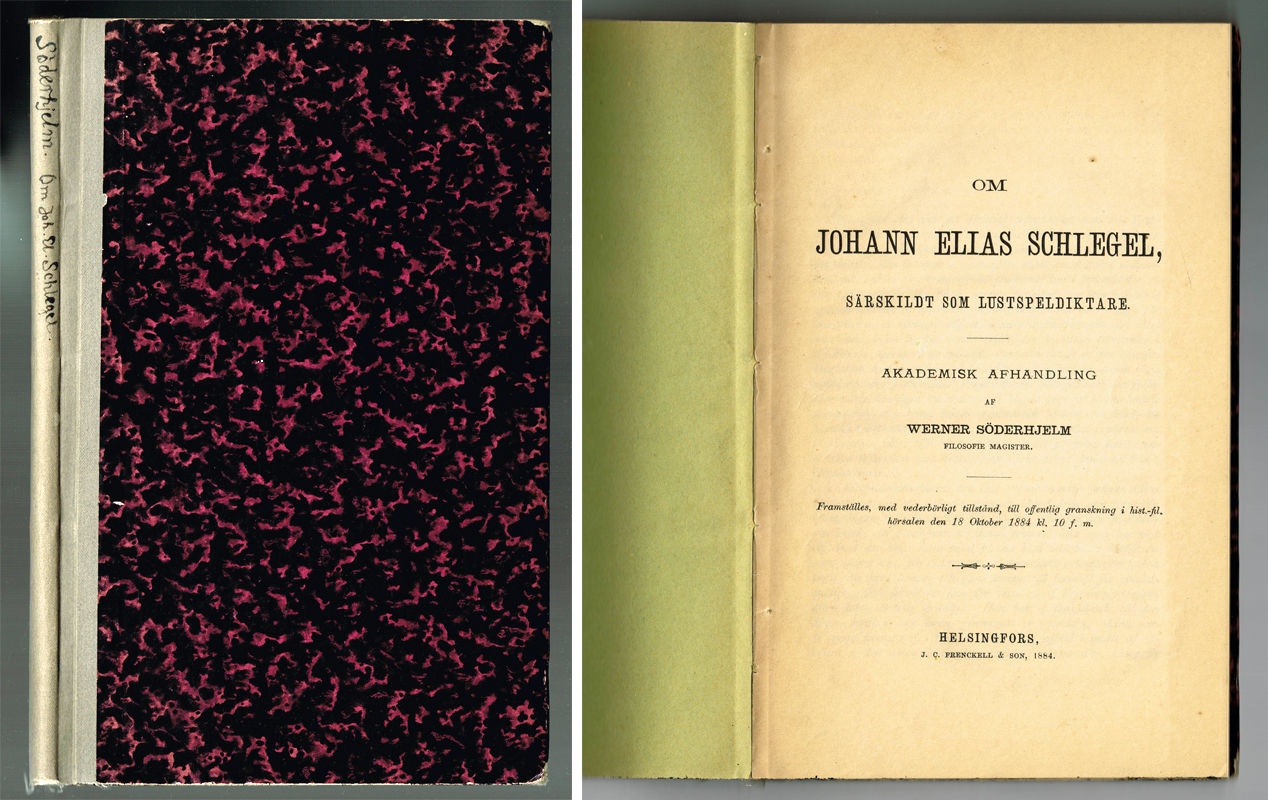 Söderhjelm. Om Joh. El. Schlegel.
OM
JOHANN ELIAS SCHLEGEL,
SÄRSKILDT SOM LUSTSPELDIKTARE.
AKADEMISK AFHANDLING
AF
WERNER SÖDERHJELM
FILOSOFIE MAGISTER.
Framställes, med vederbörligt tillstånd, till offentlig granskning i hist.-fil.
hörsalen den 18 Oktober 1884 kl. 10 f. m.
HELSINGFORS,
J. C. FRENCKELL & SON, 1884.